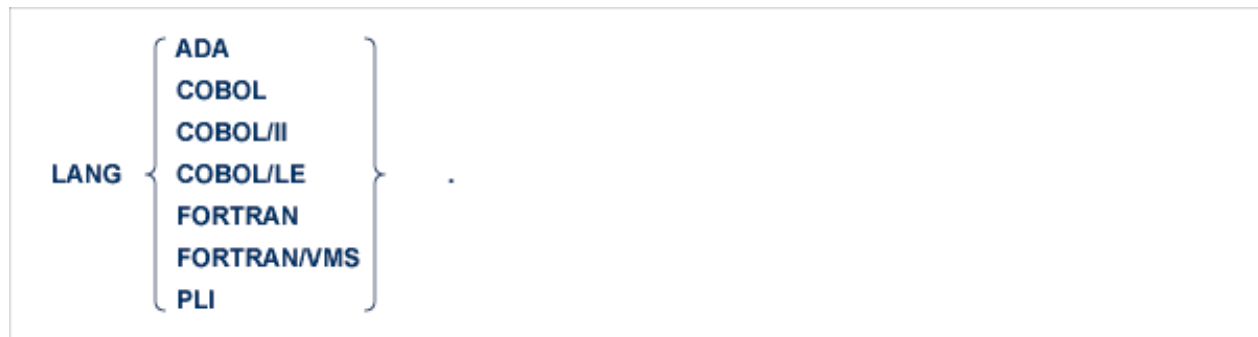 ADA
COBOL
COBOL/II
LANG COBOL/LE .
FORTRAN
FORTRAN/VMS
PLI